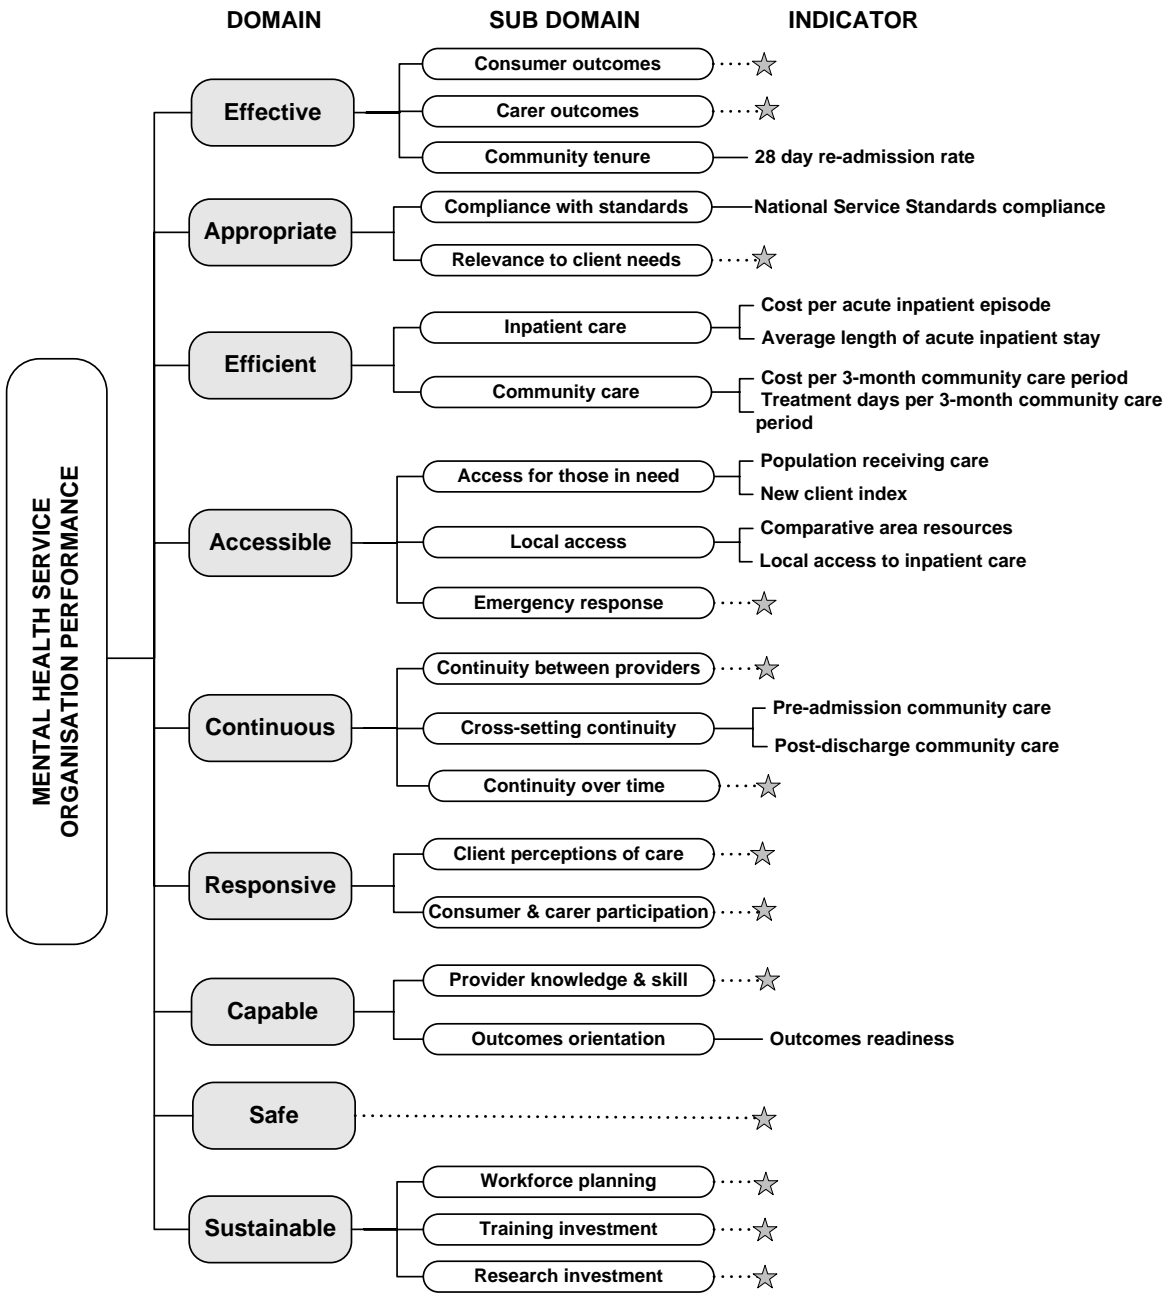 DOMAIN
SUB DOMAIN
INDICATOR
MENTAL HEALTH SERVICE
ORGANISATION PERFORMANCE
Effective
Consumer outcomes
Carer outcomes
Community tenure
28 day re-admission rate
Appropriate
Compliance with standards
National Service Standards compliance
Relevance to client needs
Efficient
Inpatient care
Cost per acute inpatient episode
Average length of acute inpatient stay
Community care
Cost per 3-month community care period
Treatment days per 3-month community care
period
Accessible
Access for those in need
Population receiving care
New client index
Local access
Comparative area resources
Local access to inpatient care
Emergency response
Continuous
Continuity between providers
Cross-setting continuity
Pre-admission community care
Post-discharge community care
Continuity over time
Responsive
Client perceptions of care
Consumer & carer participation
Capable
Provider knowledge & skill
Outcomes orientation
Outcomes readiness
Safe
Sustainable
Workforce planning
Training investment
Research investment